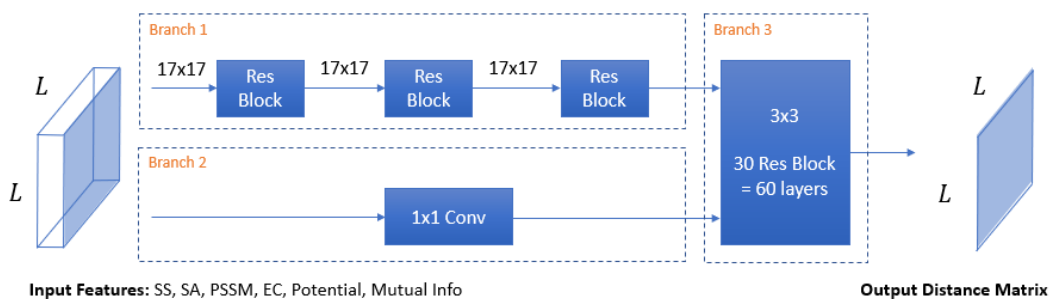 Branch 1
Branch 3
17x17
17x17
17x17
Res
Block
Res
Block
Res
Block
L
L
Branch 2
1x1 Conv
3x3
30 Res Block
= 60 layers
L
L
Input Features: SS, SA, PSSM, EC, Potential, Mutual Info
Output Distance Matrix